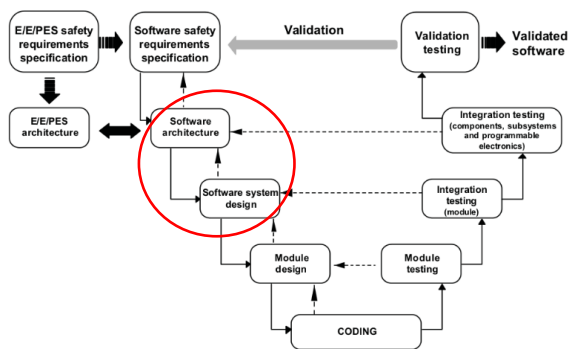 E/E/PES safety
requirements
specification
Software safety
requirements
specification
Validation
Validation
testing
Validated
software
E/E/PES
architecture
Software
architecture
Integration testing
(components, subsystems
and programmable
electronics)
Software system
design
Integration
testing
(module)
Module
design
Module
testing
CODING